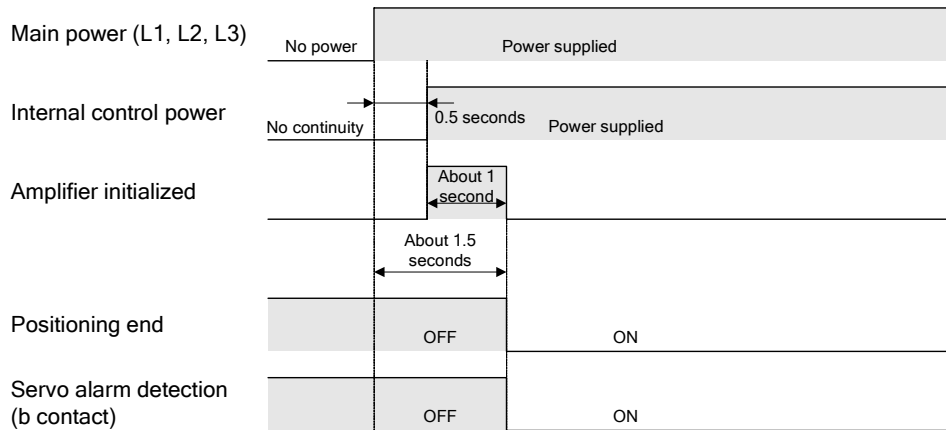 Main power (L1, L2, L3)
No power
Power supplied
Internal control power
No continuity
0.5 seconds
Power supplied
Amplifier initialized
About 1
second
About 1.5
seconds
Positioning end
OFF
ON
Servo alarm detection
(b contact)
OFF
ON